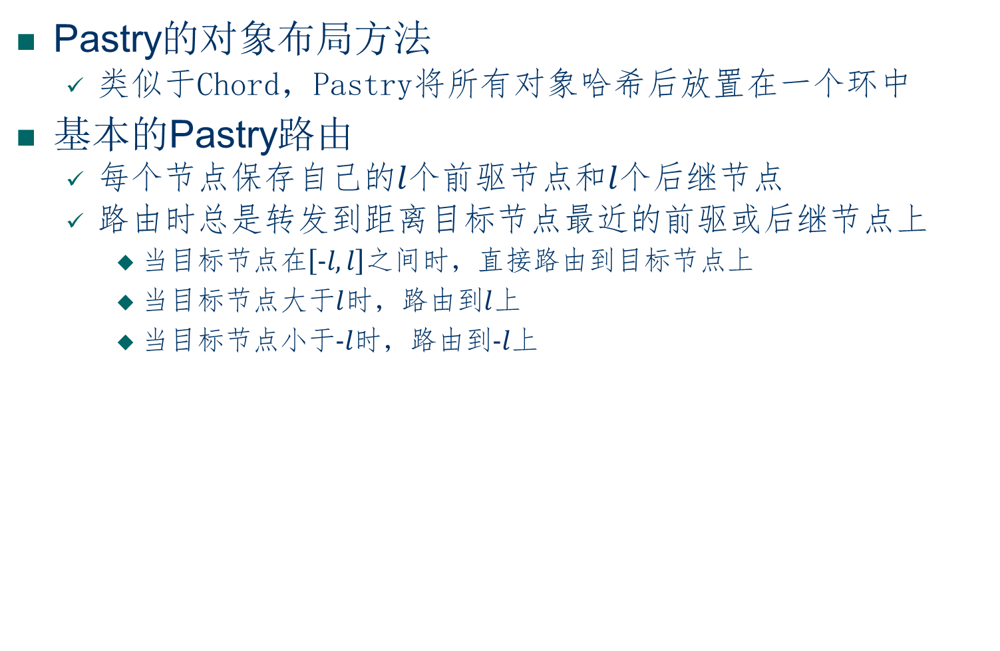 Pastry的对象布局方法
类似于Chord，Pastry将所有对象哈希后放置在一个环中
基本的Pastry路由
每个节点保存自己的l个前驱节点和l个后继节点
路由时总是转发到距离目标节点最近的前驱或后继节点上
当目标节点在[-l, l]之间时，直接路由到目标节点上
当目标节点大于l时，路由到l上
当目标节点小于-l时，路由到-l上